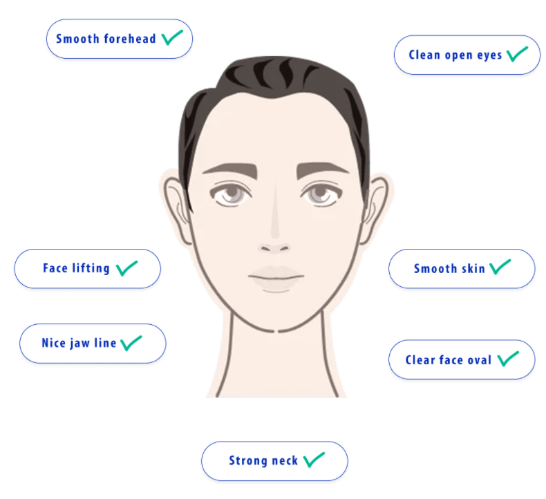 Smooth forehead
Clean open eyes
Face lifting
Smooth skin
Nice jaw line
Clear face oval
Strong neck